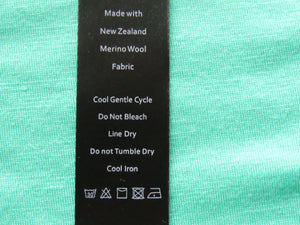 Made with
New Zealand
Merino Wool
Fabric
Cool Gentle Cycle
Do Not Bleach
Line Dry
Do not Tumble Dry
Cool Iron